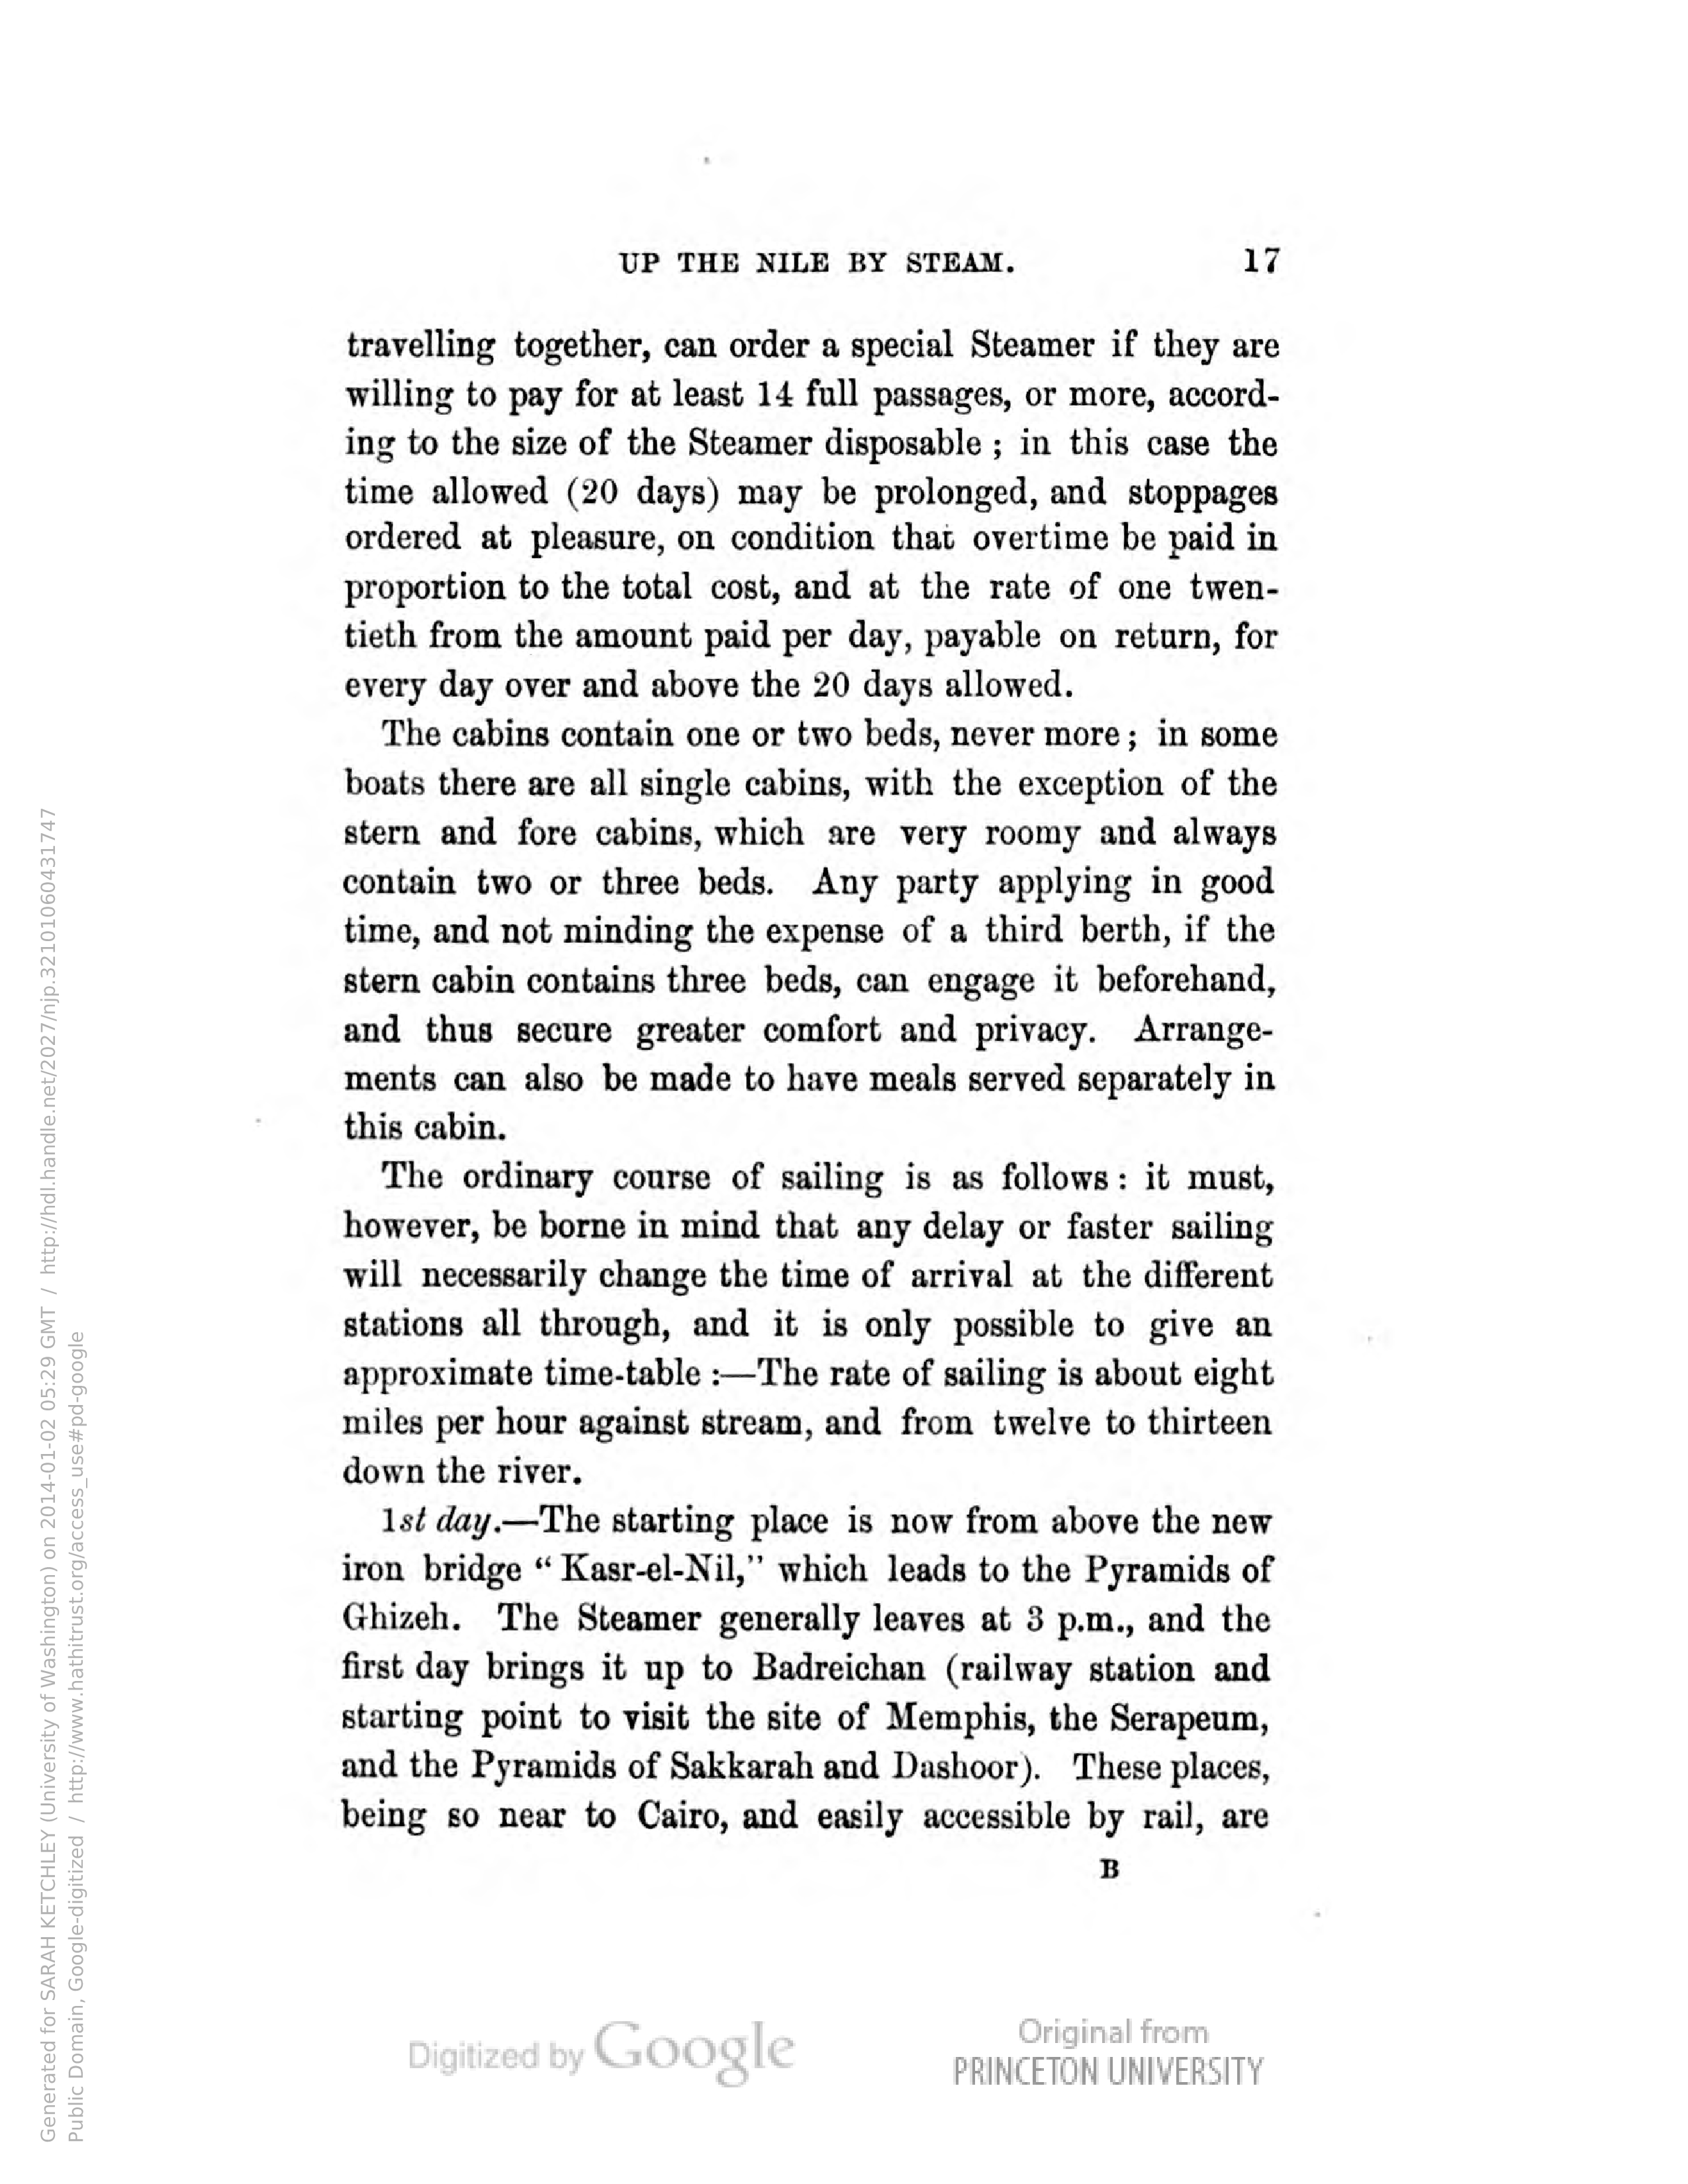 UP THE NILE BY STEAM. 17
travelling together, can order a special Steamer if they are
willing to pay for at least 14 full passages, or more, accord-
ing to the size of the Steamer disposable ; in this case the
time allowed (20 days) may be prolonged, and stoppages
ordered at pleasure, on condition that overtime be paid in
proportion to the total cost, and at the rate of one twen-
tieth from the amount paid per day, payable on return, for
every day over and above the 20 days allowed.
The cabins contain one or two beds, never more ; in some
boats there are all single cabins, with the exception of the
stern and fore cabins, which are very roomy and always
contain two or three beds. Any party applying in good
time, and not minding the expense of a third berth, if the
stern cabin contains three beds, can engage it beforehand,
and thus secure greater comfort and privacy. Arrange-
ments can also be made to have meals served separately in
this cabin.
The ordinary course of sailing is as follows : it must,
however, be borne in mind that any delay or faster sailing
will necessarily change the time of arrival at the different
stations all through, and it is only possible to give an
approximate time-table :—The rate of sailing is about eight
miles per hour against stream, and from twelve to thirteen
down the river.
1st day.—The starting place is now from above the new
iron bridge “ Kasr-el-Nil,” which leads to the Pyramids of
Ghizeh. The Steamer generally leaves at 3 p.m., and the
first day brings it up to Badreichan (railway station and
starting point to visit the site of Memphis, the Serapeum,
and the Pyramids of Sakkarah and Dashoor). These places,
being so near to Cairo, and easily accessible by rail, are
B
Digitized by Google
Original from
PRINCETON UNIVERSITY
Generated for SARAH KETCHLEY (University of Washington) on 2014-01-02 05:29 GMT / http://hdl.handle.net/2027/njp.32101060431747
Public Domain, Google-digitized / http://www.hathitrust.org/access_use#pd-google